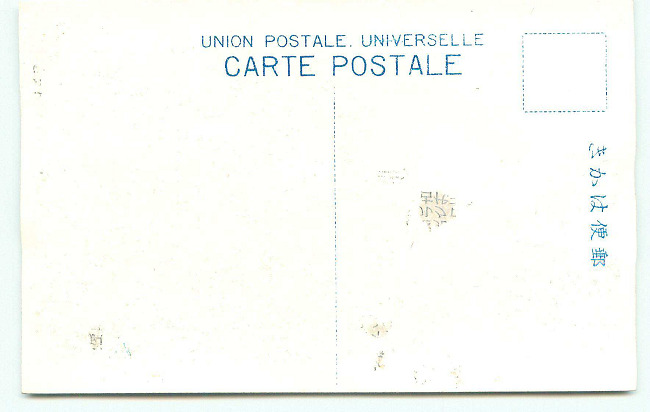 UNION POSTALE. UNIVERSELLE
CARTE POSTALE
郵便はかき